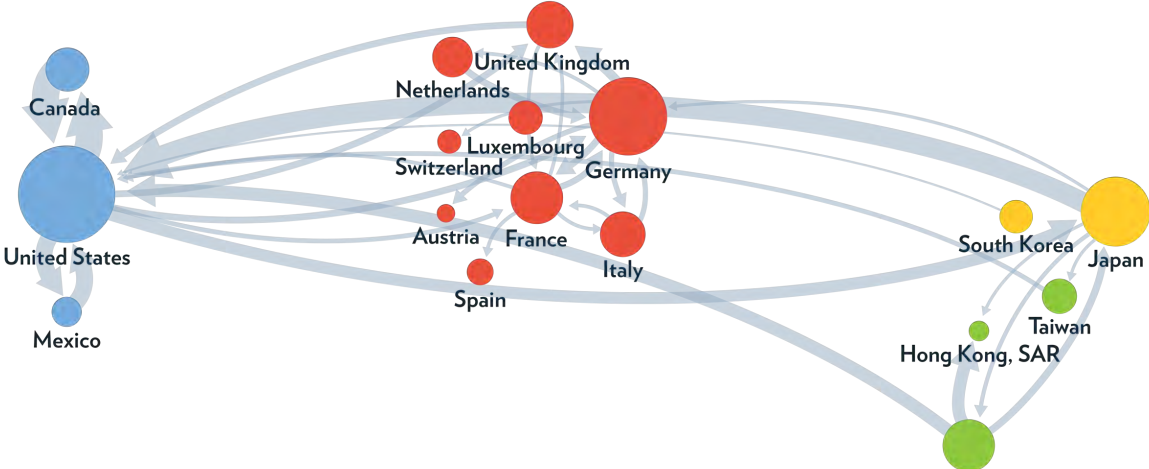 United Kingdom
Netherlands
Canada
Luxembourg
Switzerland
Germany
Austria
France
South Korea
United States
Japan
Italy
Spain
Taiwan
Mexico
Hong Kong, SAR